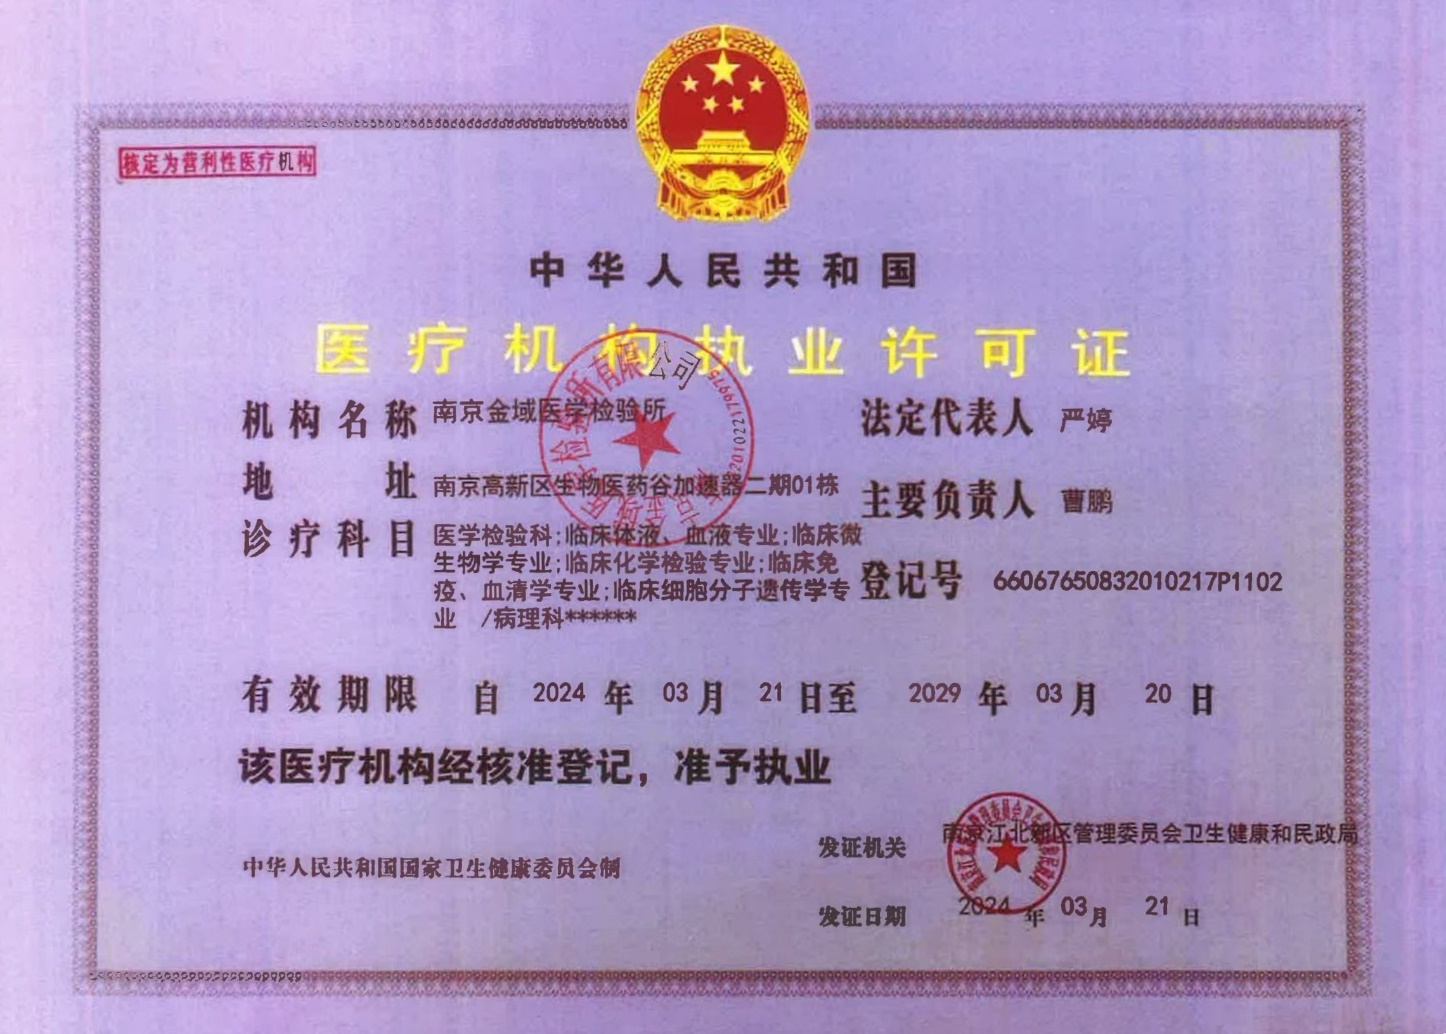 核定为营利性医疗机构
中华人民共和国
医疗机构执业许可证
机构名称 南京金域医学检验所
法定代表人 严婷
地址 南京高新区生物医药谷加速器二期01栋
主要负责人 曹鹏
诊疗科目 医学检验科;临床体液、血液专业;临床微
生物学专业;临床化学检验专业;临床免
疫、血清学专业;临床细胞分子遗传学专
业 /病理科******
登记号 66067650832010217P1102
有效期限 自 2024 年 03 月 21 日至 2029 年 03 月 20 日
该医疗机构经核准登记，准予执业
中华人民共和国国家卫生健康委员会制
发证机关 南京江北新区管理委员会卫生健康和民政局
发证日期 2024 年 03 月 21 日